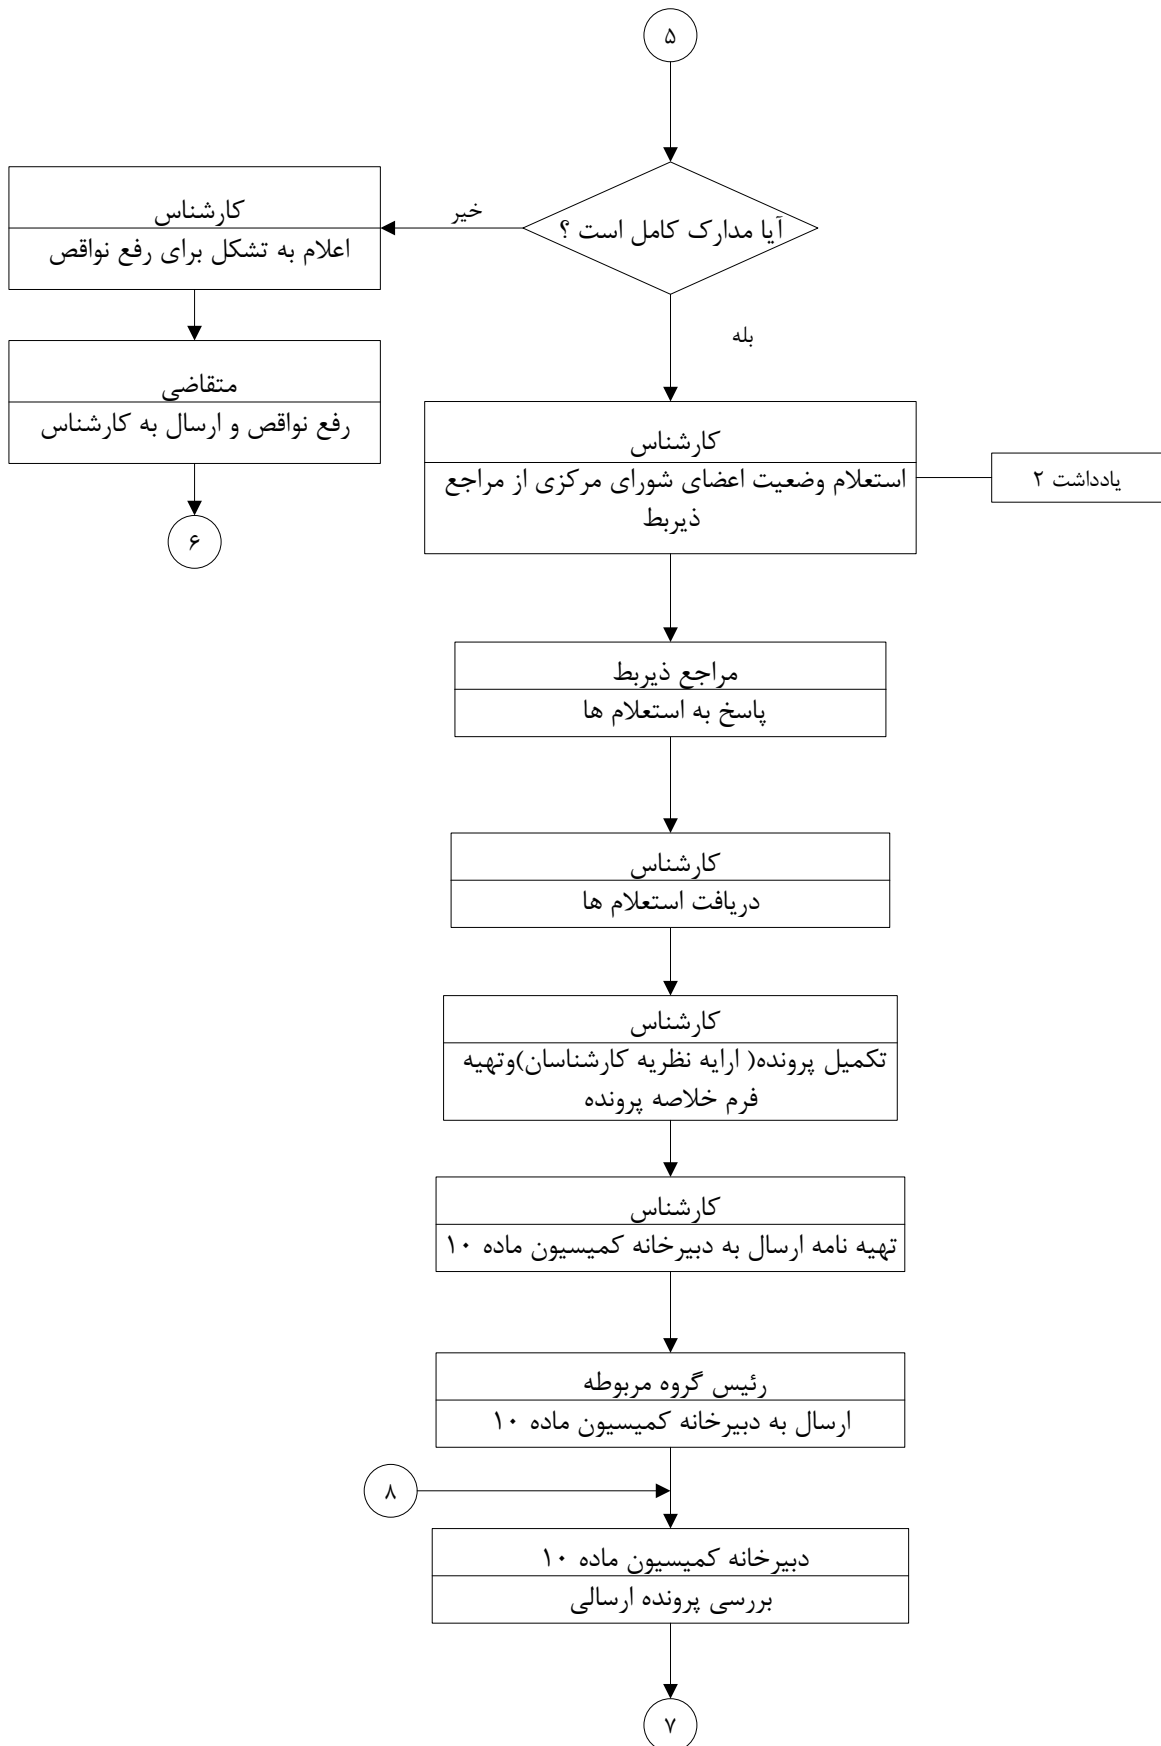 ۵
آیا مدارک کامل است ؟
خیر
کارشناس
اعلام به تشکل برای رفع نواقص
متقاضی
رفع نواقص و ارسال به کارشناس
۶
بله
کارشناس
استعلام وضعیت اعضای شورای مرکزی از مراجع
ذیربط
یادداشت ۲
مراجع ذیربط
پاسخ به استعلام ها
کارشناس
دریافت استعلام ها
کارشناس
تکمیل پرونده( ارایه نظریه کارشناسان)وتهیه
فرم خلاصه پرونده
کارشناس
تهیه نامه ارسال به دبیرخانه کمیسیون ماده ۱۰
رئیس گروه مربوطه
ارسال به دبیرخانه کمیسیون ماده ۱۰
۸
دبیرخانه کمیسیون ماده ۱۰
بررسی پرونده ارسالی
۷